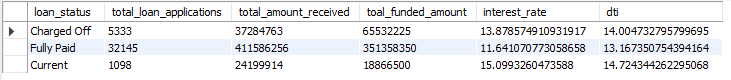 loan_status total_loan_applications total_amount_received toal_funded_amount interest_rate dti
Charged Off 5333 37284763 65532225 13.878574910931917 14.004732795799695
Fully Paid 32145 411586256 351358350 11.641070773058658 13.167350754394164
Current 1098 24199914 18866500 15.0993260473588 14.724344262295068